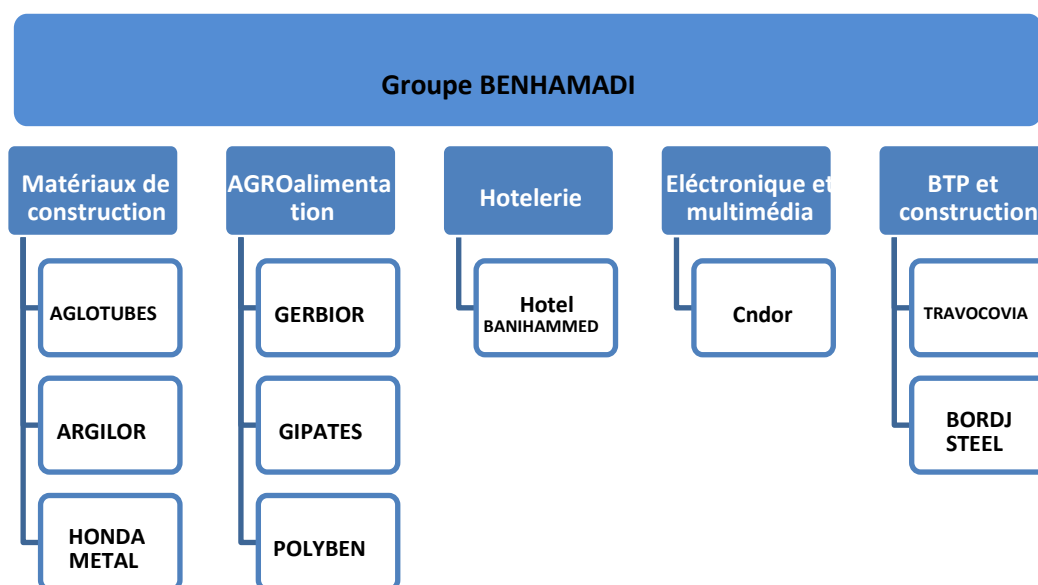 Groupe BENHAMADI
Matériaux de
construction
AGROalimenta
tion
Hotelerie
Eléctronique et
multimédia
BTP et
construction
AGLOTUBES
GERBIOR
Hotel
BANIHAMMED
Cndor
TRAVOCOVIA
ARGILOR
GIPATES
BORDJ
STEEL
HONDA
METAL
POLYBEN